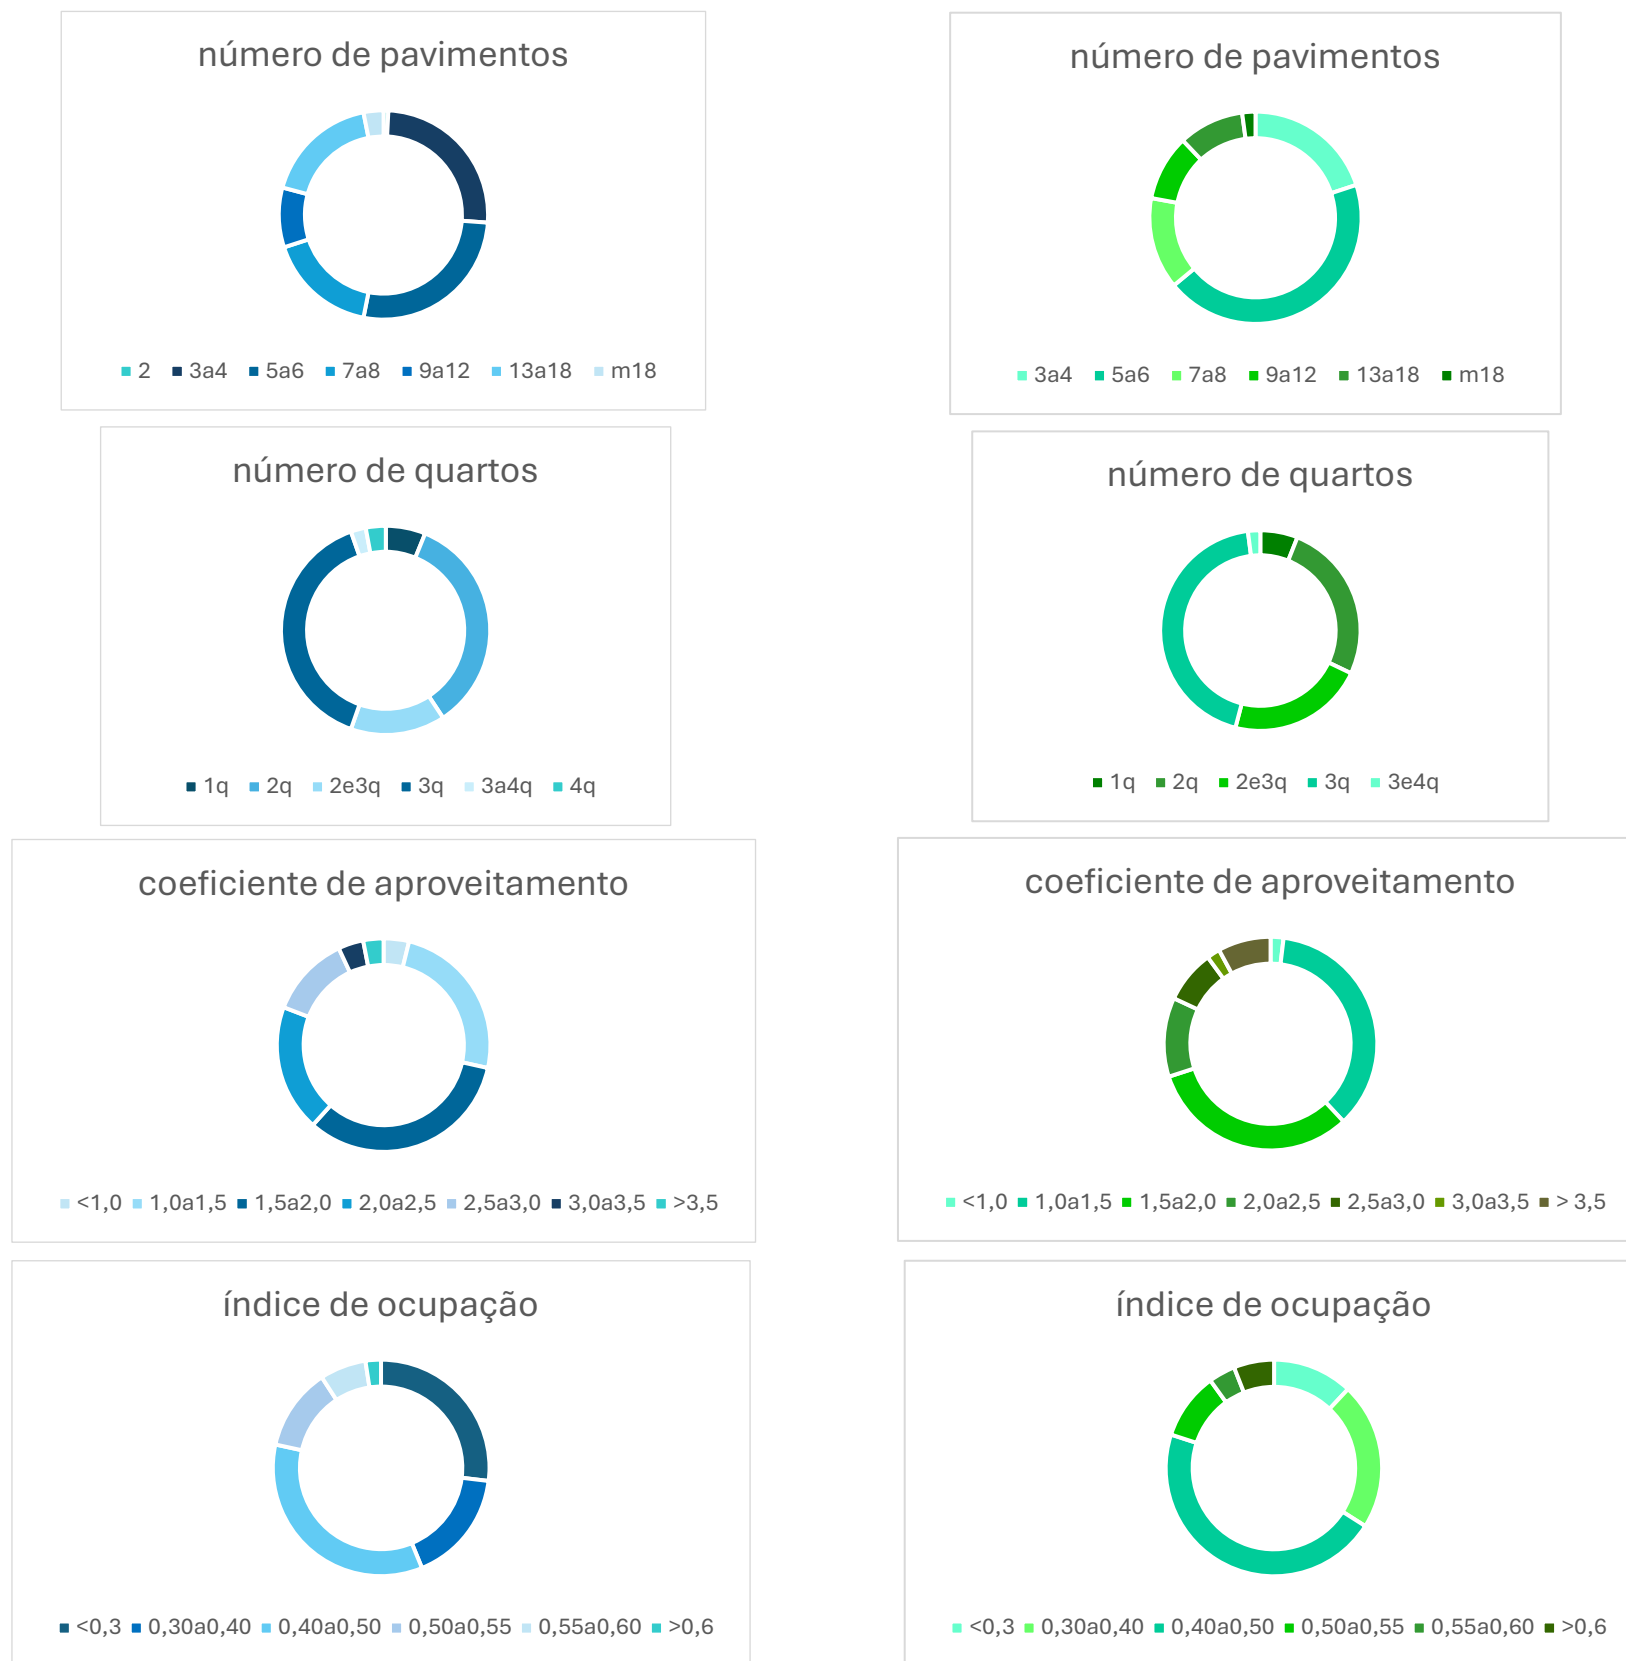 número de pavimentos
2 3a4 5a6 7a8 9a12 13a18 m18
número de pavimentos
3a4 5a6 7a8 9a12 13a18 m18
número de quartos
1q 2q 2e3q 3q 3a4q 4q
número de quartos
1q 2q 2e3q 3q 3e4q
coeficiente de aproveitamento
<1,0 1,0a1,5 1,5a2,0 2,0a2,5 2,5a3,0 3,0a3,5 >3,5
coeficiente de aproveitamento
<1,0 1,0a1,5 1,5a2,0 2,0a2,5 2,5a3,0 3,0a3,5 > 3,5
índice de ocupação
<0,3 0,30a0,40 0,40a0,50 0,50a0,55 0,55a0,60 >0,6
índice de ocupação
<0,3 0,30a0,40 0,40a0,50 0,50a0,55 0,55a0,60 >0,6